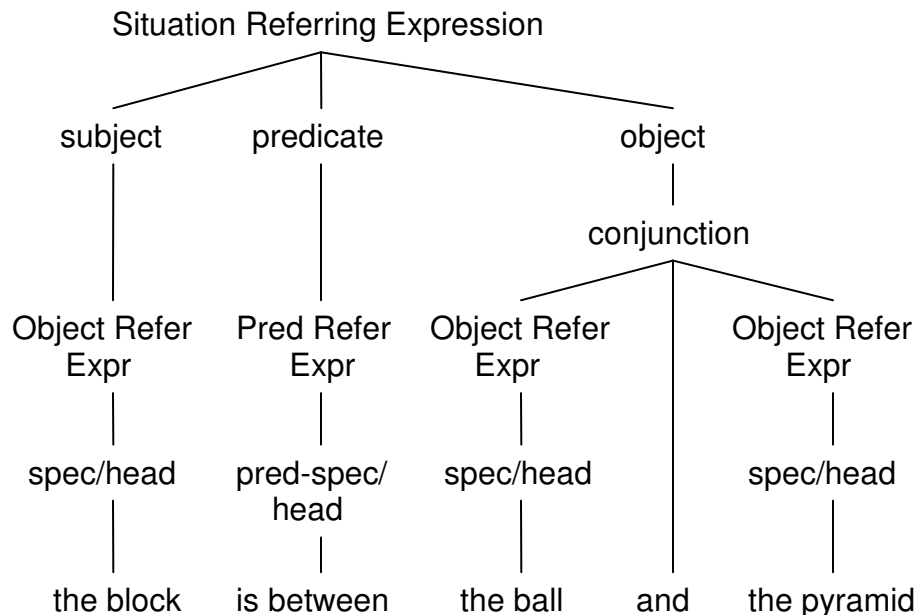 Situation Referring Expression
subject predicate object
conjunction
Object Refer Pred Refer Object Refer Object Refer
Expr Expr Expr Expr
spec/head pred-spec/ spec/head spec/head
head
the block is between the ball and the pyramid